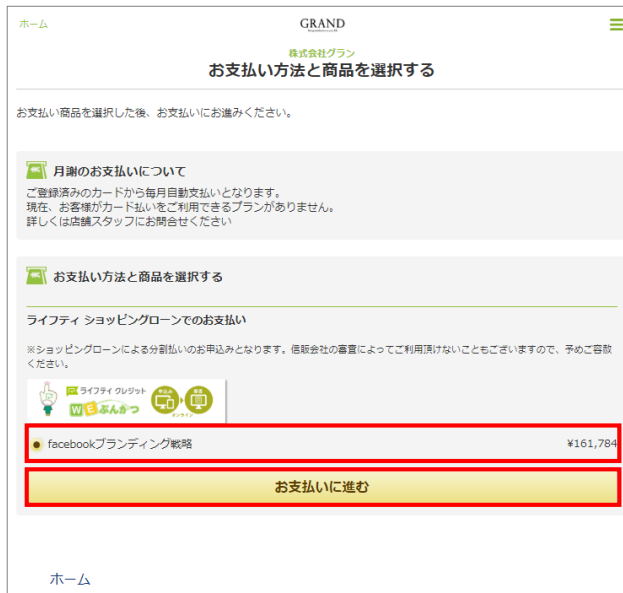 ホーム
GRAND
株式会社グラン
お支払い方法と商品を選択する
お支払い商品を選択した後、お支払いにお進みください。
月謝のお支払いについて
ご登録済みのカードから毎月自動支払いとなります。
現在、お客様がカード払いをご利用できるプランがありません。
詳しくは店舗スタッフにお問合せください
お支払い方法と商品を選択する
ライフティ ショッピングローンでのお支払い
※ショッピングローンによる分割払いのお申込みとなります。信販会社の審査によってご利用頂けないこともございますので、予めご容赦
ください。
ライフティ クレジット
WEぶんかつ
オンライン
facebookブランディング戦略 ¥161,784
お支払いに進む
ホーム